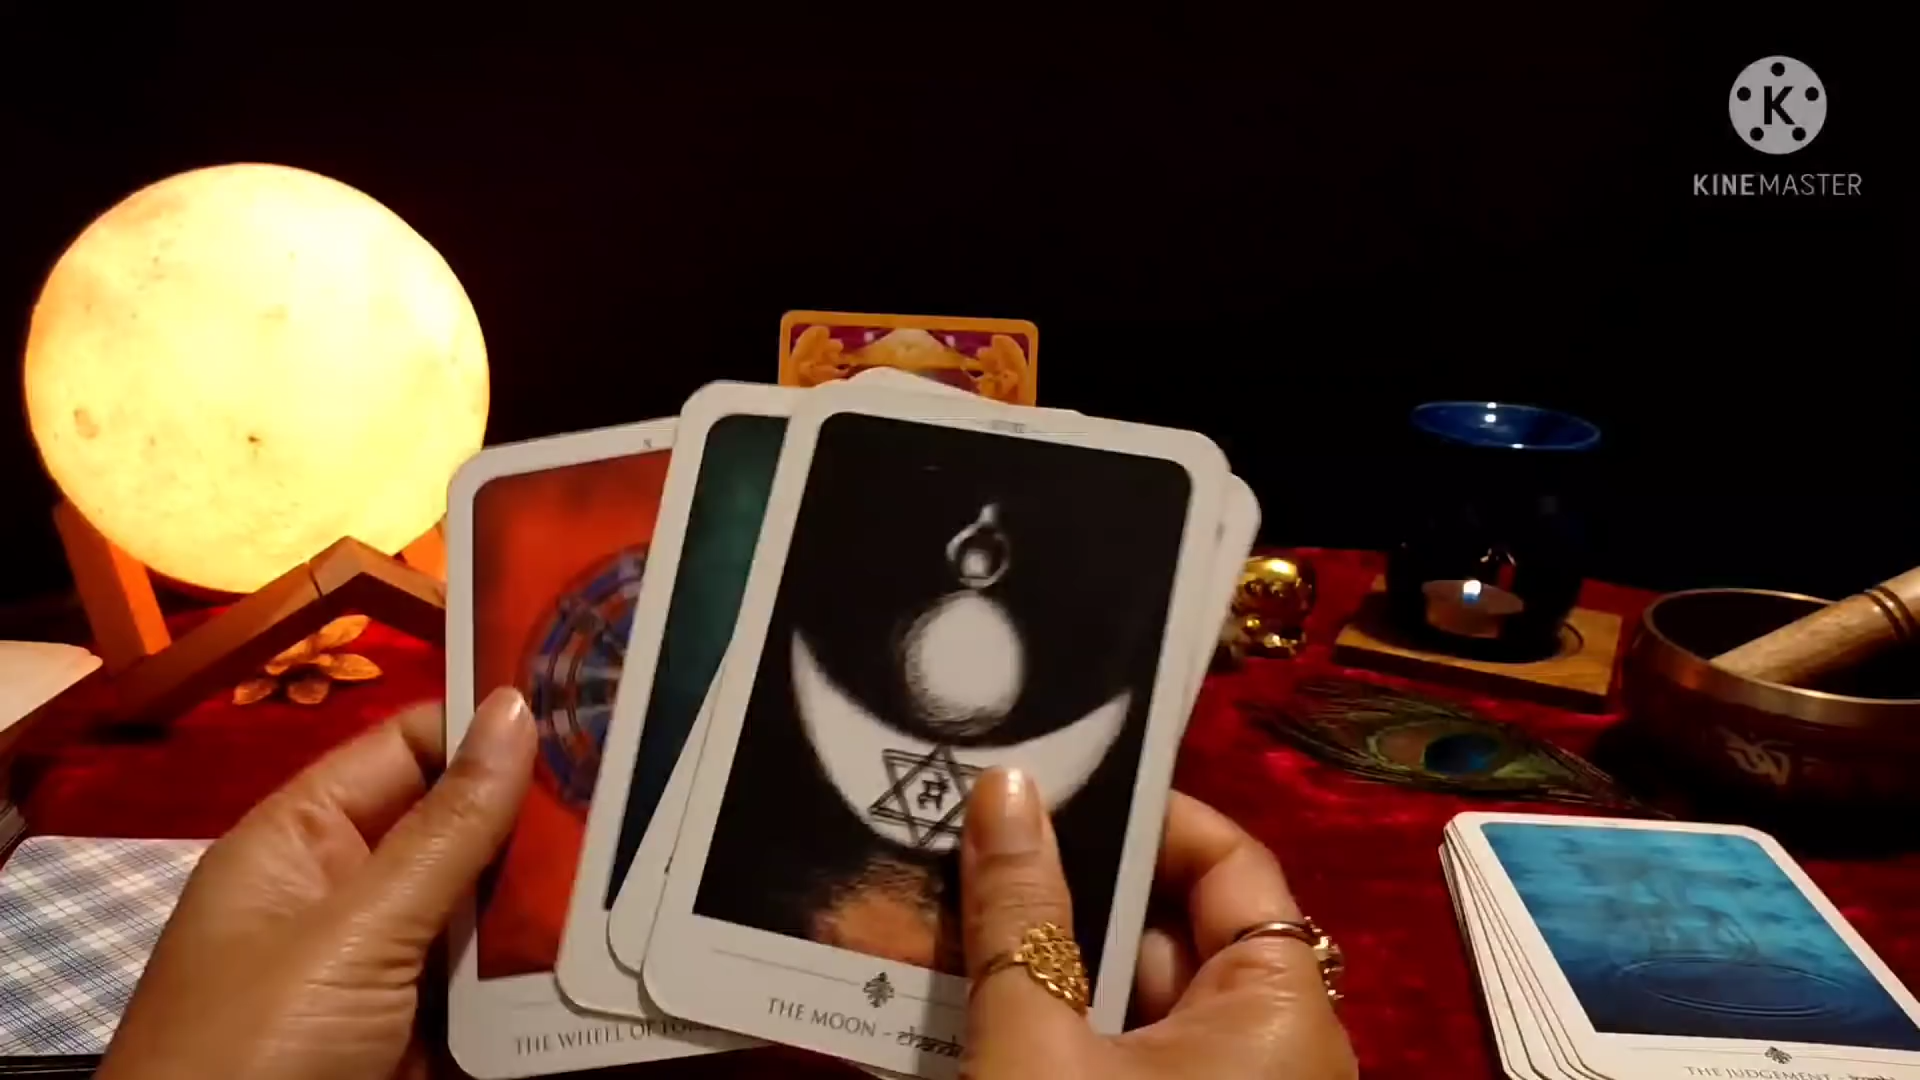 K
KINEMASTER
X
THE WHEEL OF
THE MOON -
THE JUDGEMENT -